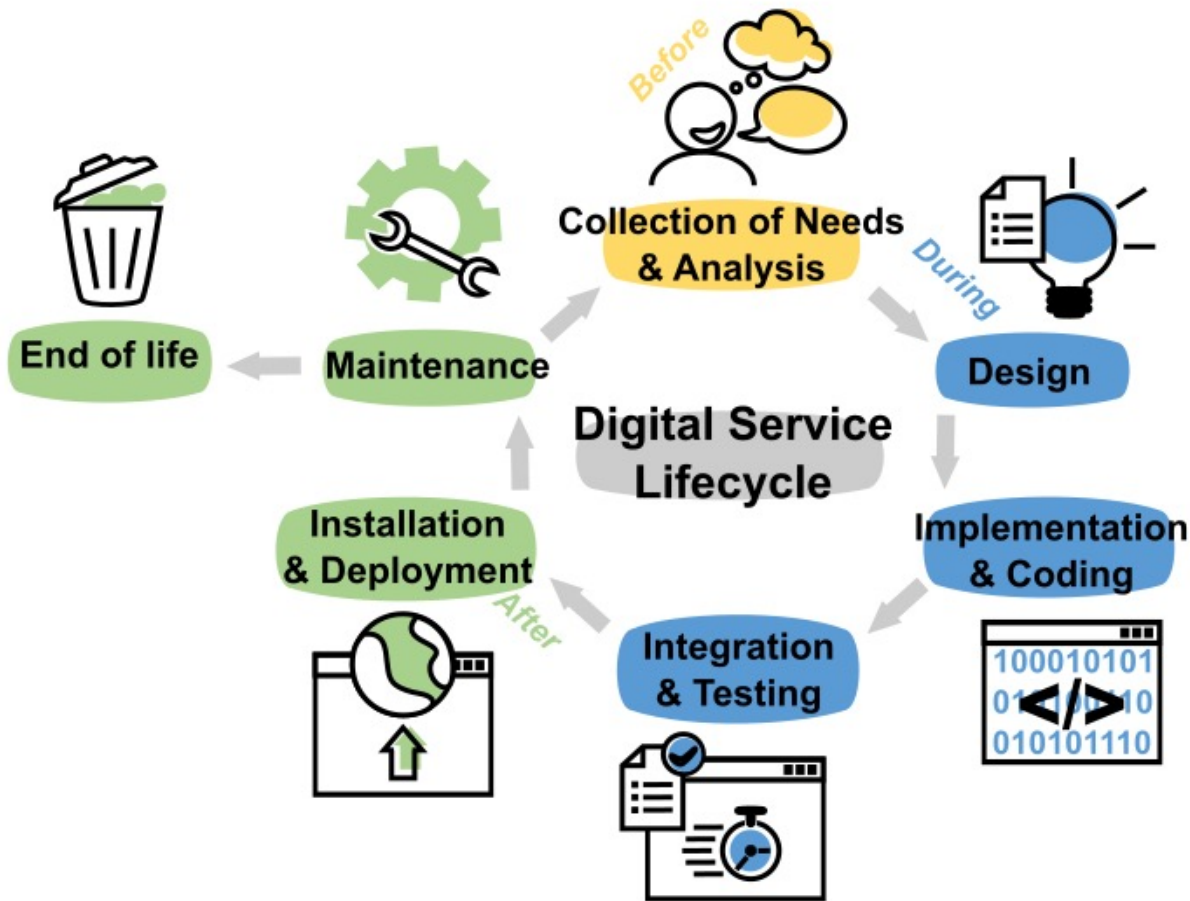 Before
Collection of Needs
& Analysis
During
Design
End of life
Maintenance
Digital Service
Lifecycle
Implementation
& Coding
100010101
</>
010101110
Installation
& Deployment
After
Integration
& Testing